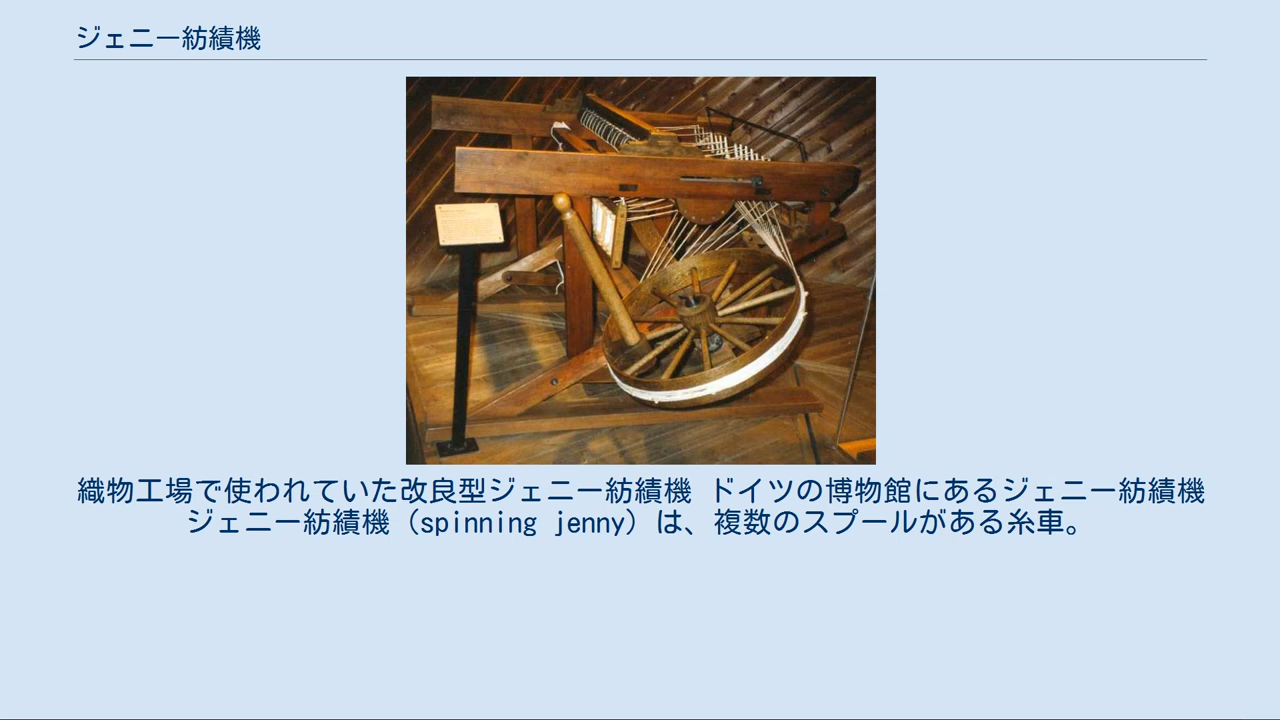 ジェニー紡績機
織物工場で使われていた改良型ジェニー紡績機 ドイツの博物館にあるジェニー紡績機
ジェニー紡績機（spinning jenny）は、複数のスプールがある糸車。